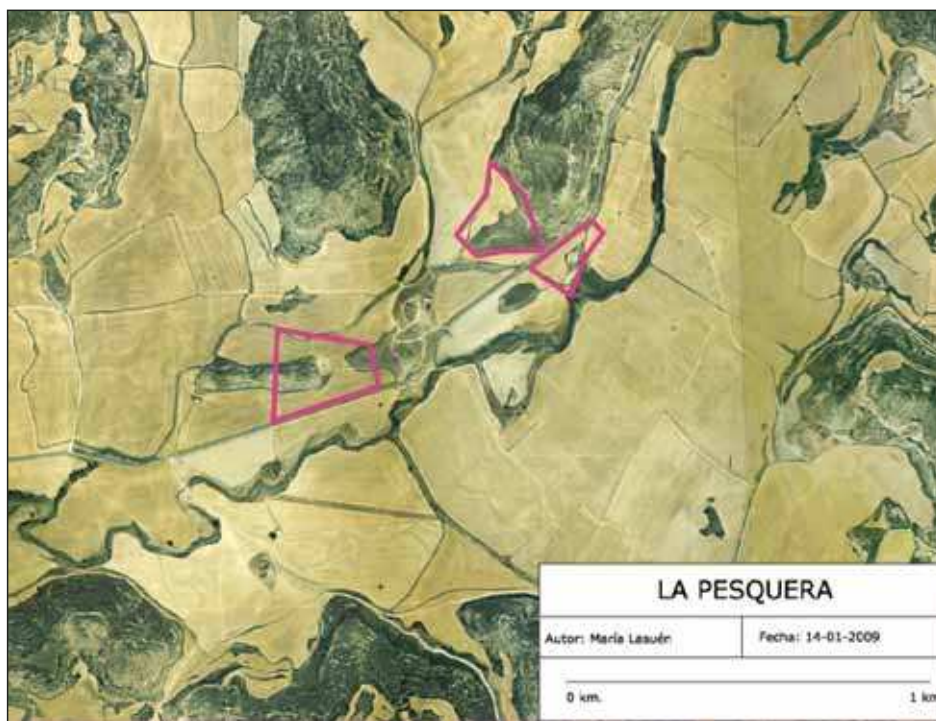 LA PESQUERA
Autor: María Lasuén
Fecha: 14-01-2009
0 km.
1 km